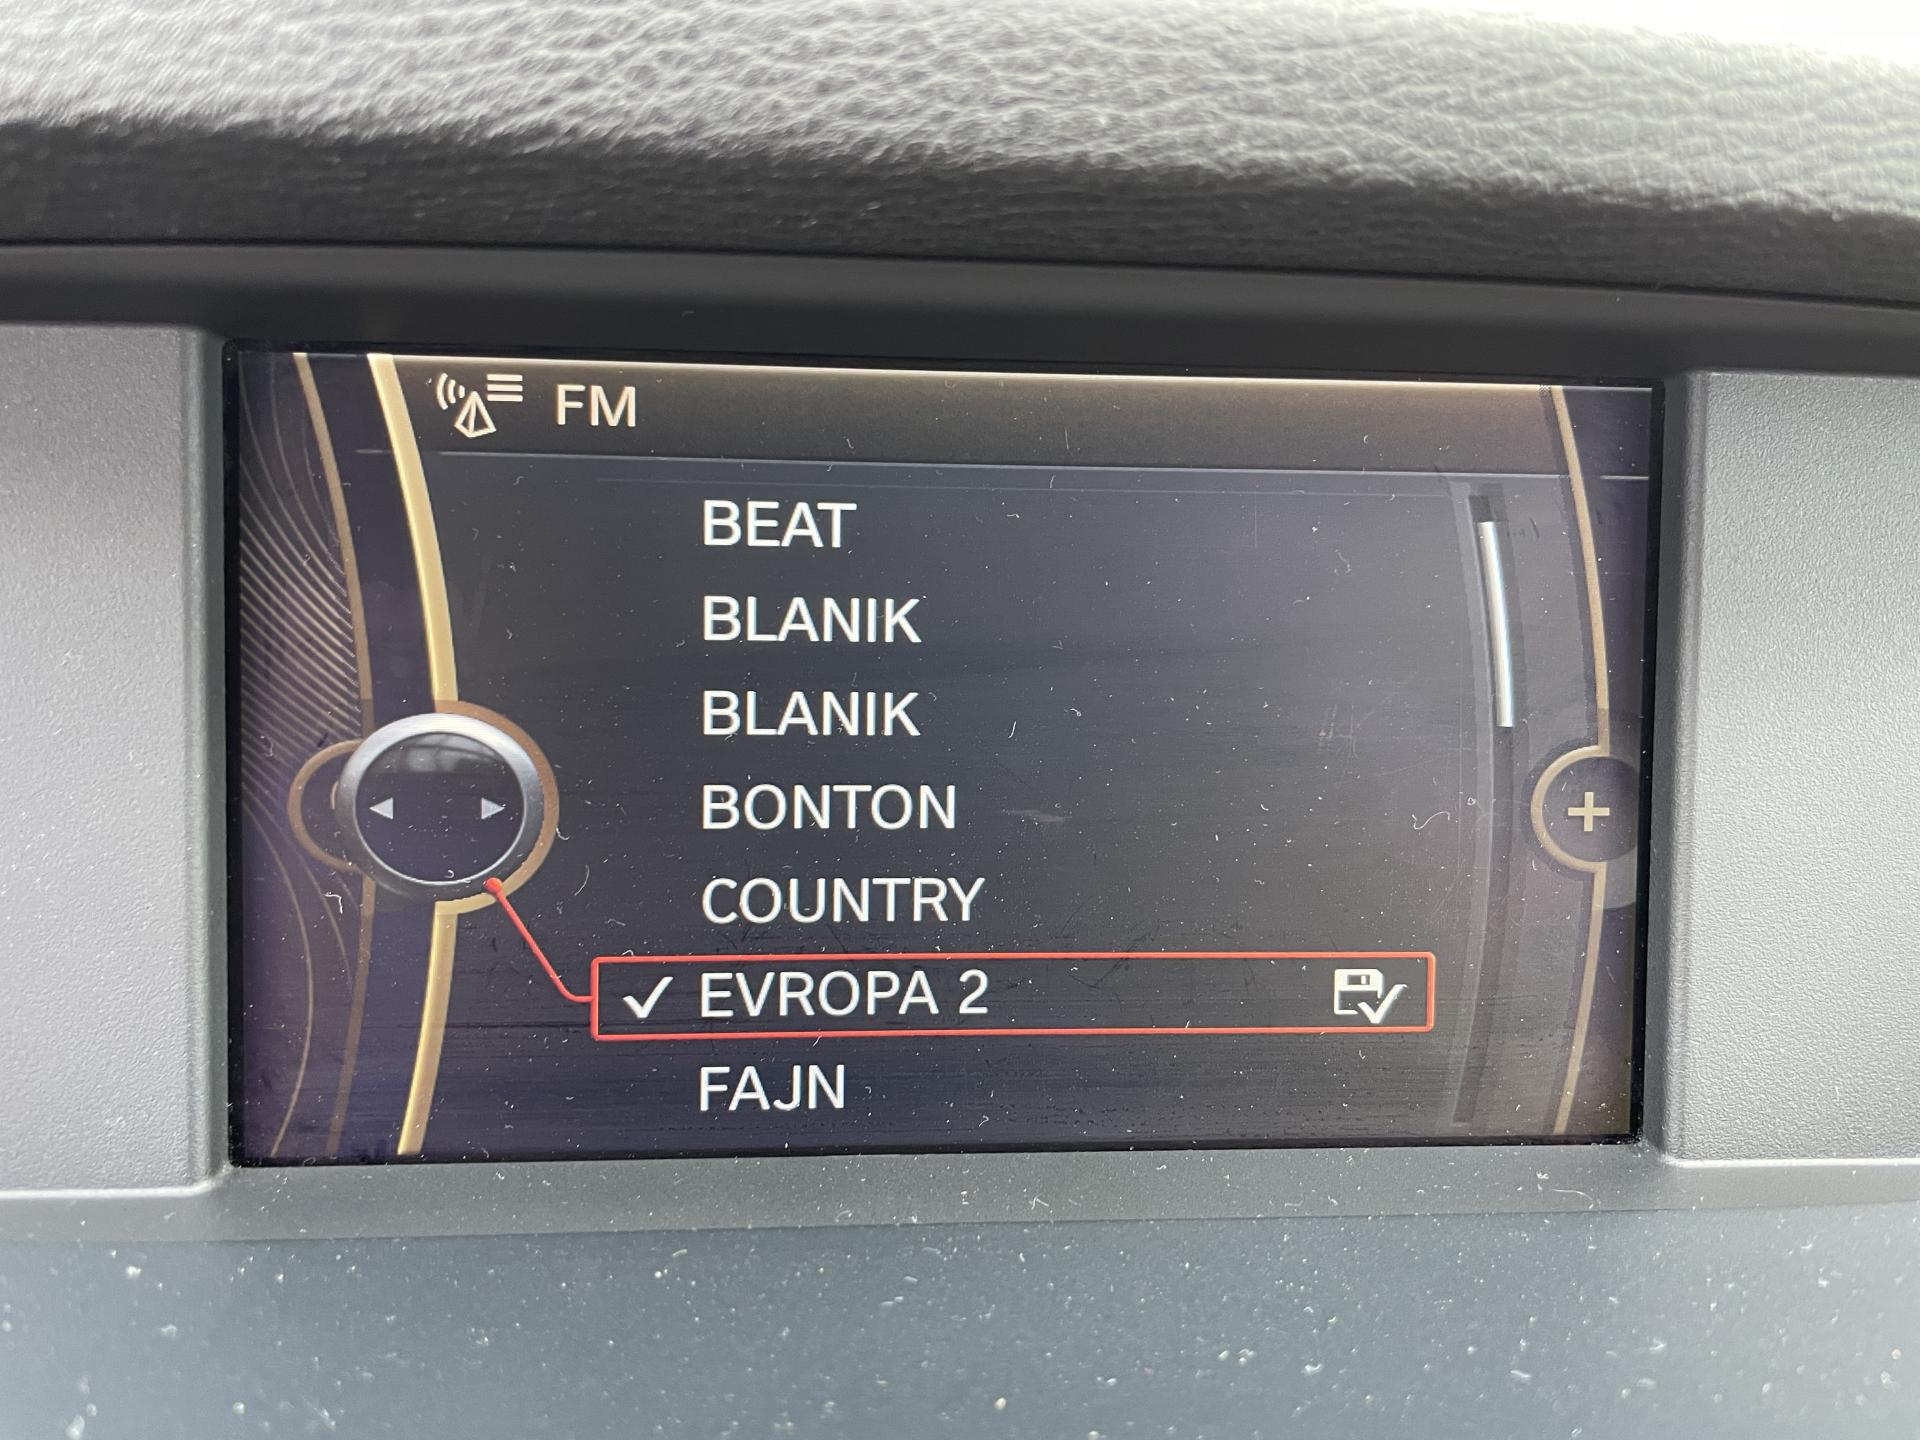 FM
BEAT
BLANIK
BLANIK
BONTON
COUNTRY
EVROPA 2
FAJN